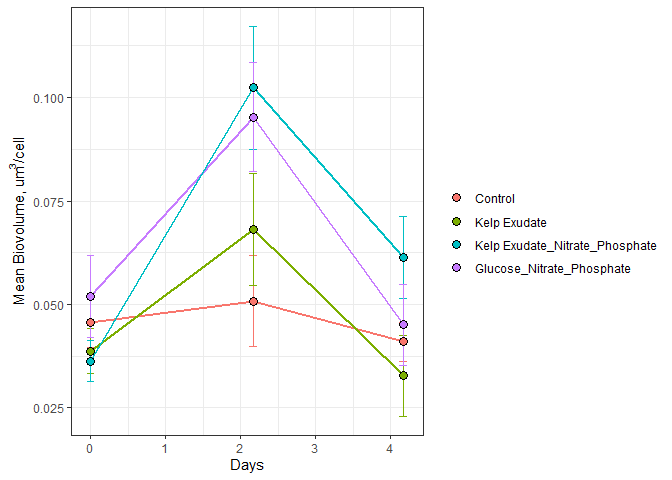 0.100
0.075
0.050
0.025
Mean Biovolume, um³/cell
0 1 2 3 4
Days
Control
Kelp Exudate
Kelp Exudate_Nitrate_Phosphate
Glucose_Nitrate_Phosphate